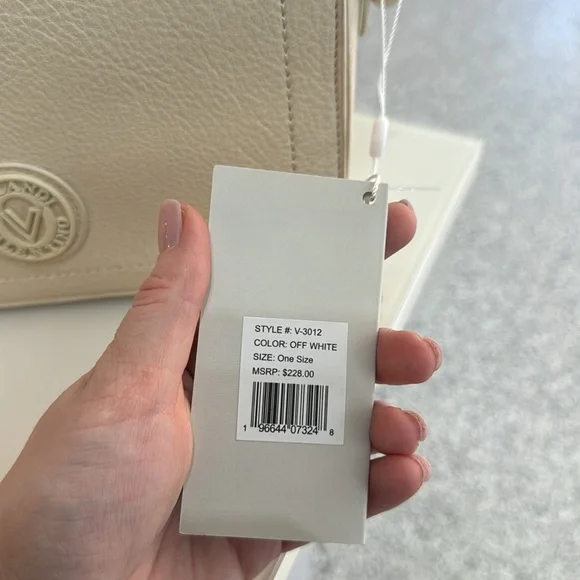 V
STYLE #: V-3012
COLOR: OFF WHITE
SIZE: One Size
MSRP: $228.00
1 96644 07324 8